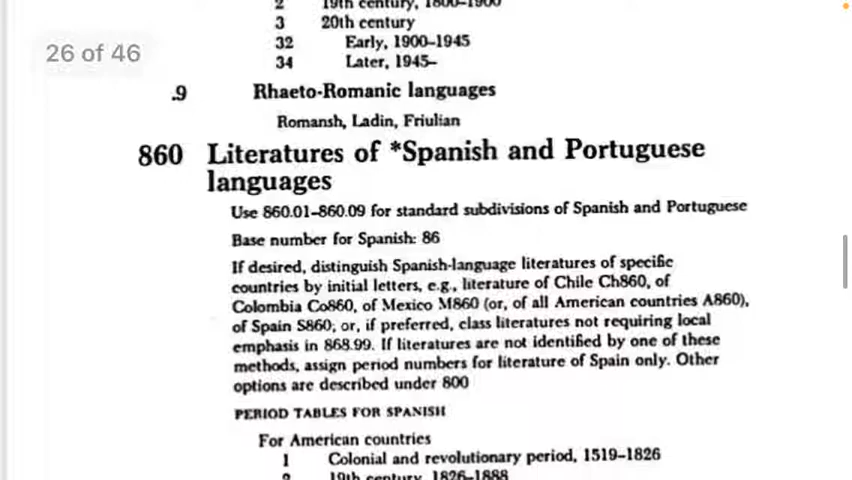 2 19th century, 1800–1900
3 20th century
26 of 46
32 Early, 1900–1945
34 Later, 1945–
.9 Rhaeto-Romanic languages
Romansh, Ladin, Friulian
860 Literatures of *Spanish and Portuguese
languages
Use 860.01–860.09 for standard subdivisions of Spanish and Portuguese
Base number for Spanish: 86
If desired, distinguish Spanish-language literatures of specific
countries by initial letters, e.g., literature of Chile Ch860, of
Colombia Co860, of Mexico M860 (or, of all American countries A860),
of Spain S860; or, if preferred, class literatures not requiring local
emphasis in 868.99. If literatures are not identified by one of these
methods, assign period numbers for literature of Spain only. Other
options are described under 800
PERIOD TABLES FOR SPANISH
For American countries
1 Colonial and revolutionary period, 1519–1826
2 19th century, 1826–1888